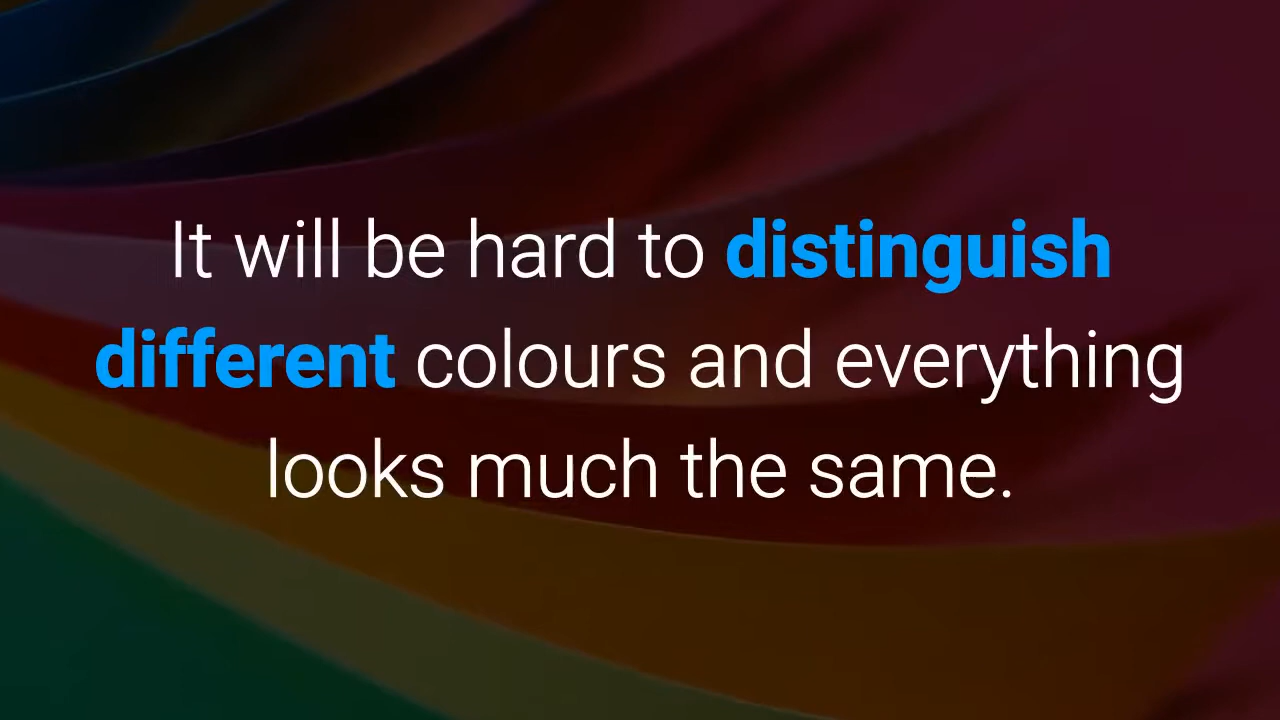 It will be hard to distinguish
different colours and everything
looks much the same.